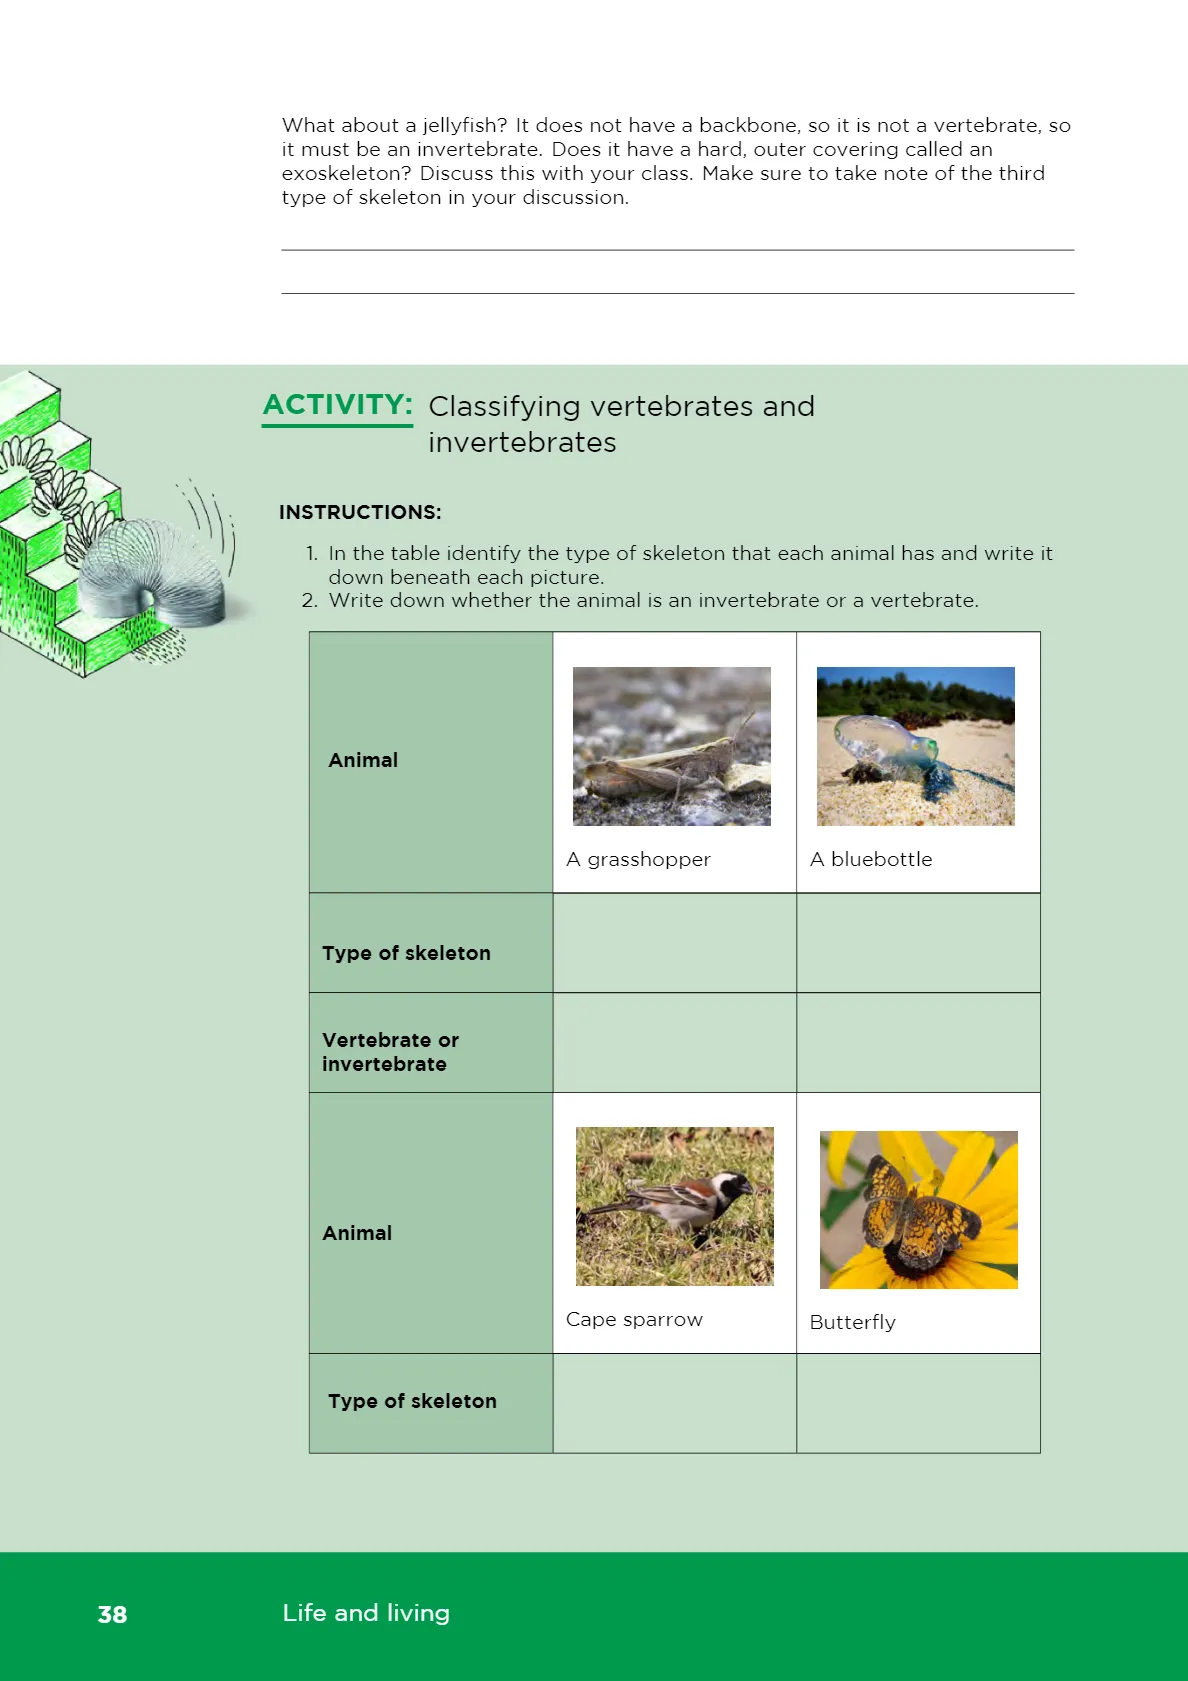 What about a jellyfish? It does not have a backbone, so it is not a vertebrate, so
it must be an invertebrate. Does it have a hard, outer covering called an
exoskeleton? Discuss this with your class. Make sure to take note of the third
type of skeleton in your discussion.
ACTIVITY: Classifying vertebrates and
invertebrates
INSTRUCTIONS:
1. In the table identify the type of skeleton that each animal has and write it
down beneath each picture.
2. Write down whether the animal is an invertebrate or a vertebrate.
Animal
A grasshopper
A bluebottle
Type of skeleton
Vertebrate or
invertebrate
Animal
Cape sparrow
Butterfly
Type of skeleton
38
Life and living